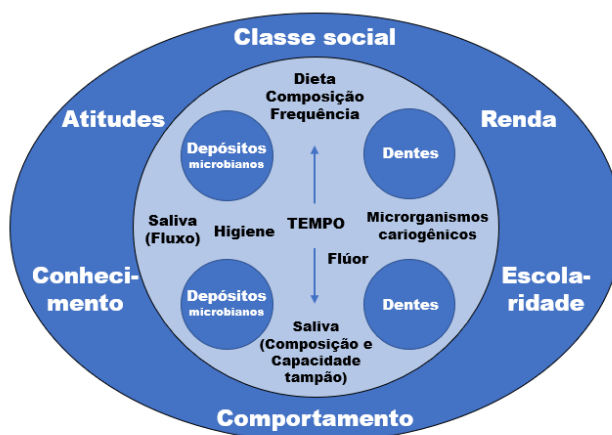 Classe social
Dieta
Composição
Frequência
Atitudes
Renda
Depósitos
microbianos
Dentes
Saliva
(Fluxo)
Higiene
TEMPO
Microrganismos
cariogênicos
Flúor
Conheci-
mento
Escola-
ridade
Depósitos
microbianos
Dentes
Saliva
(Composição e
Capacidade
tampão)
Comportamento